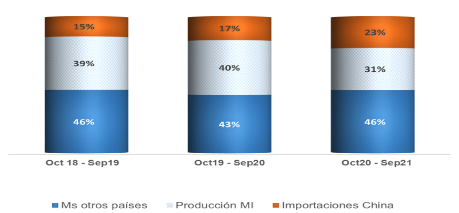 15% 17% 23%
39% 40% 31%
46% 43% 46%
Oct 18 - Sep19 Oct19 - Sep20 Oct20 - Sep21
Ms otros países Producción MI Importaciones China